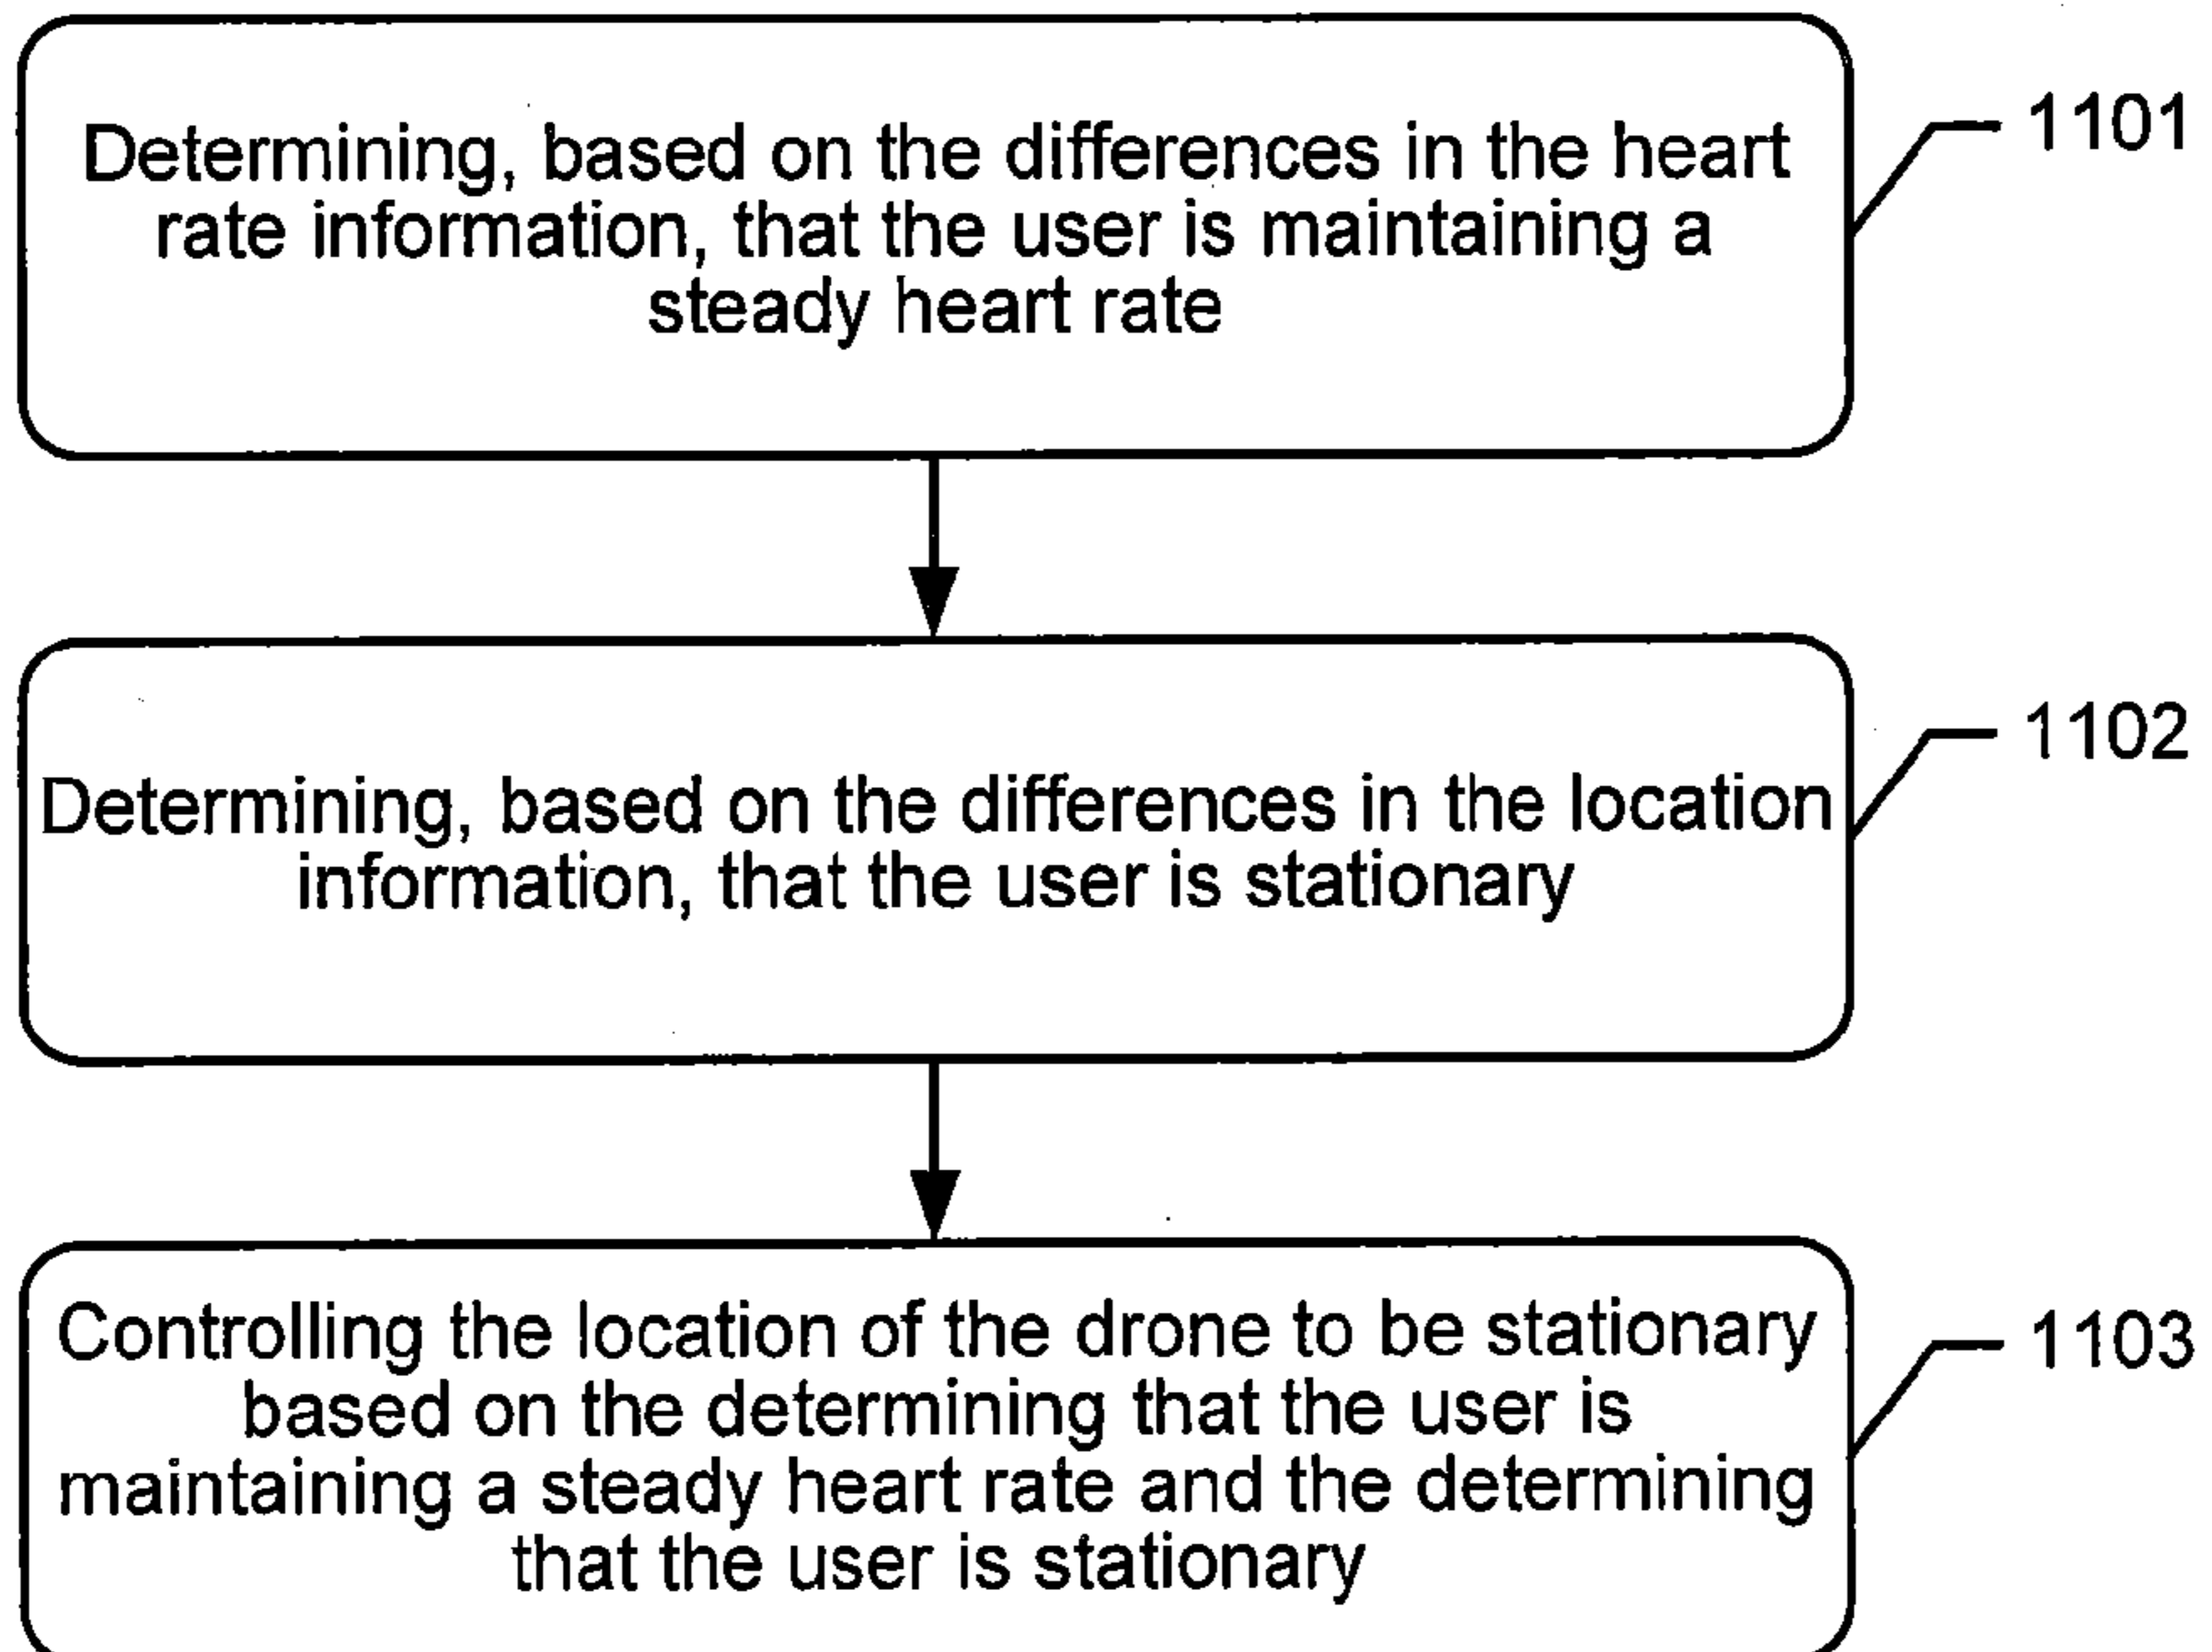 Determining, based on the differences in the heart
rate information, that the user is maintaining a
steady heart rate
1101
Determining, based on the differences in the location
information, that the user is stationary
1102
Controlling the location of the drone to be stationary
based on the determining that the user is
maintaining a steady heart rate and the determining
that the user is stationary
1103